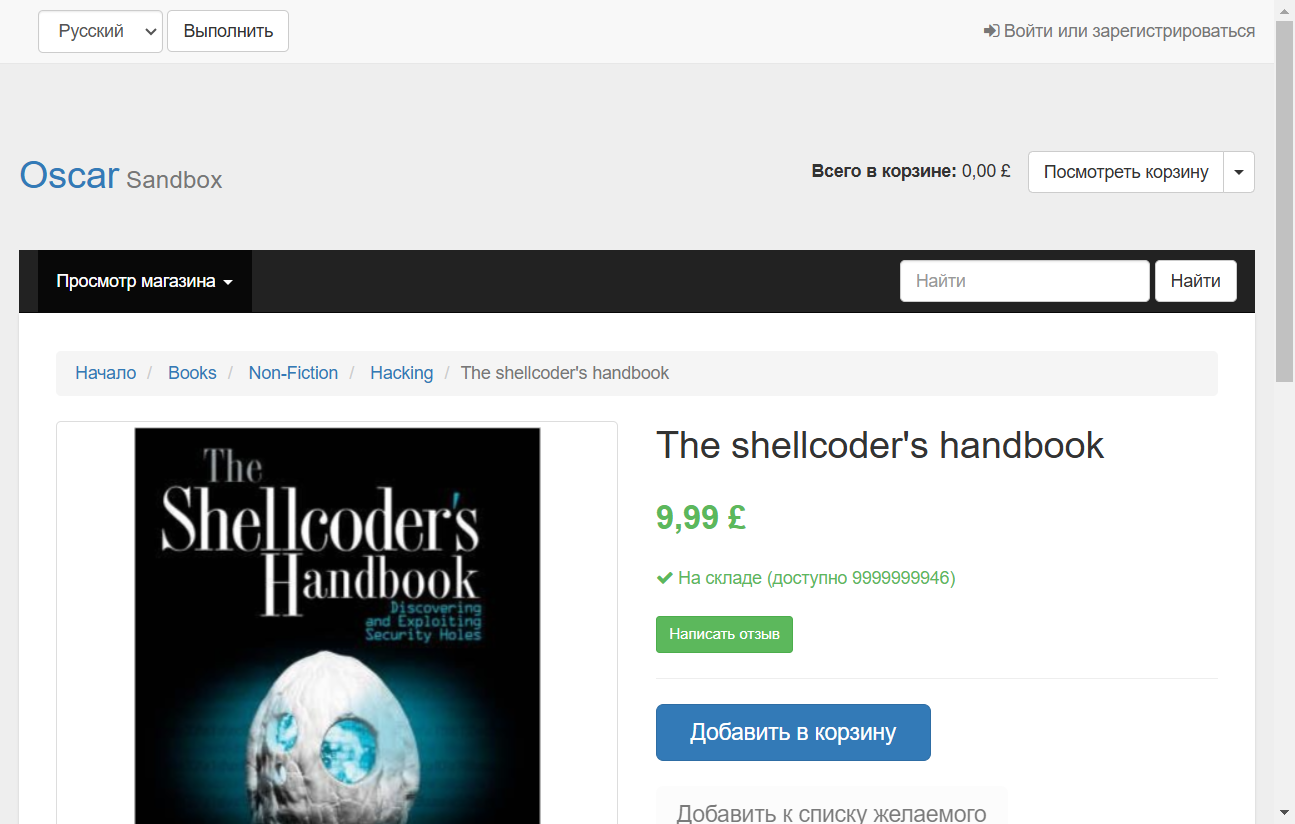 Русский Выполнить Войти или зарегистрироваться
Oscar Sandbox Всего в корзине: 0,00 £ Посмотреть корзину
Просмотр магазина Найти Найти
Начало / Books / Non-Fiction / Hacking / The shellcoder's handbook
The
Shellcoder's
Handbook
Discovering
and Exploiting
Security Holes
The shellcoder's handbook
9,99 £
На складе (доступно 9999999946)
Написать отзыв
Добавить в корзину
Добавить к списку желаемого